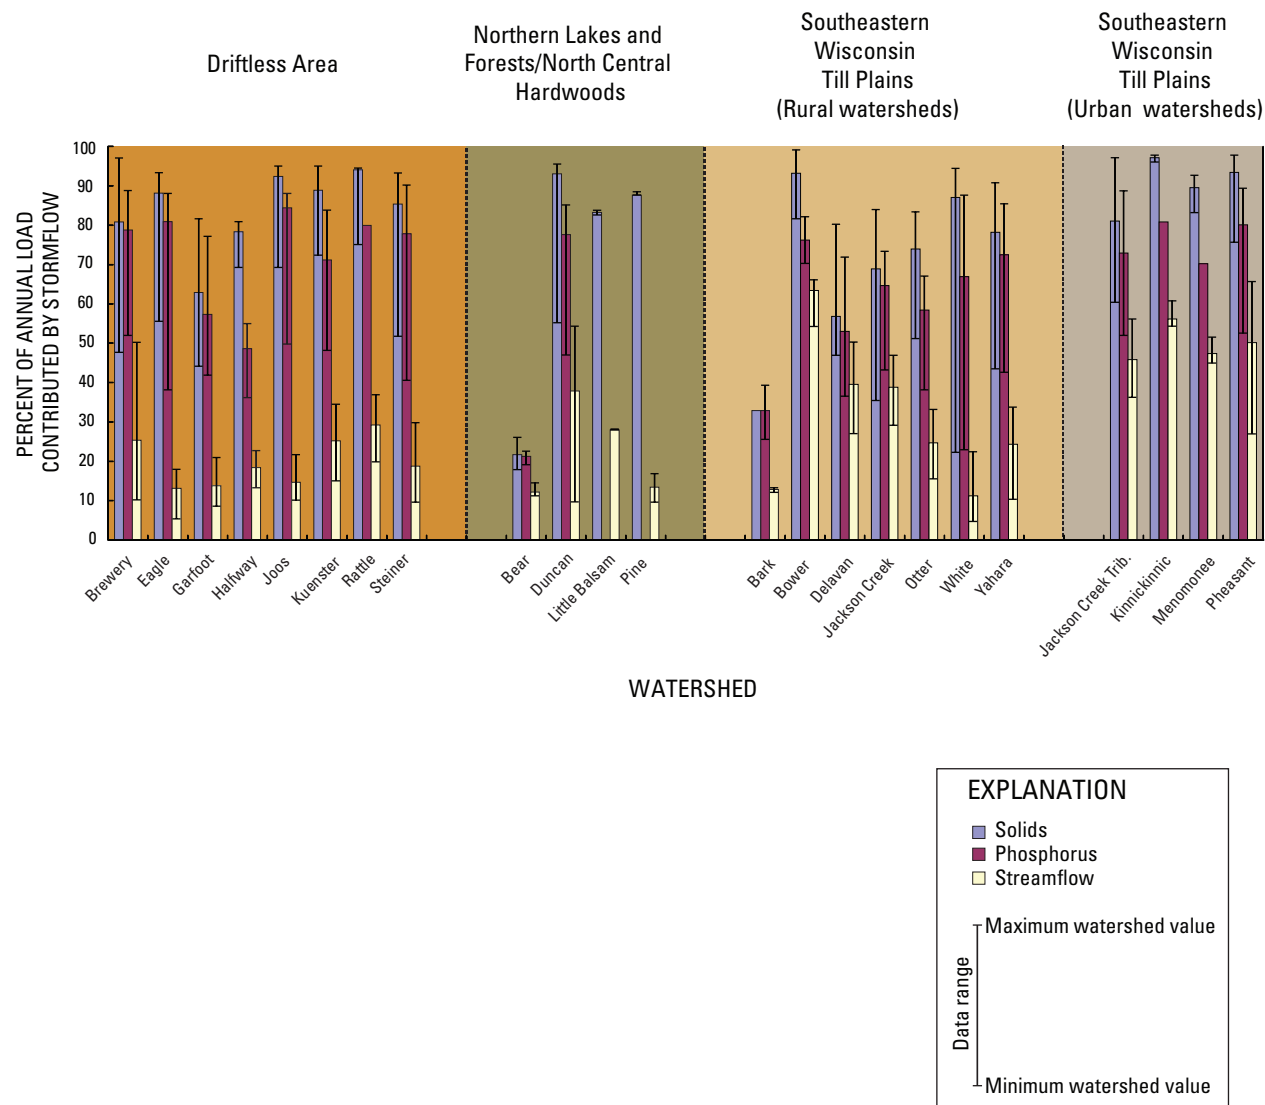 Driftless Area
Northern Lakes and
Forests/North Central
Hardwoods
Southeastern
Wisconsin
Till Plains
(Rural watersheds)
Southeastern
Wisconsin
Till Plains
(Urban watersheds)
PERCENT OF ANNUAL LOAD
CONTRIBUTED BY STORMFLOW
100
90
80
70
60
50
40
30
20
10
0
Brewery
Eagle
Garfoot
Halfway
Joos
Kuenster
Rattle
Steiner
Bear
Duncan
Little Balsam
Pine
Bark
Bower
Delavan
Jackson Creek
Otter
White
Yahara
Jackson Creek Trib.
Kinnickinnic
Menomonee
Pheasant
WATERSHED
EXPLANATION
Solids
Phosphorus
Streamflow
Maximum watershed value
Data range
Minimum watershed value